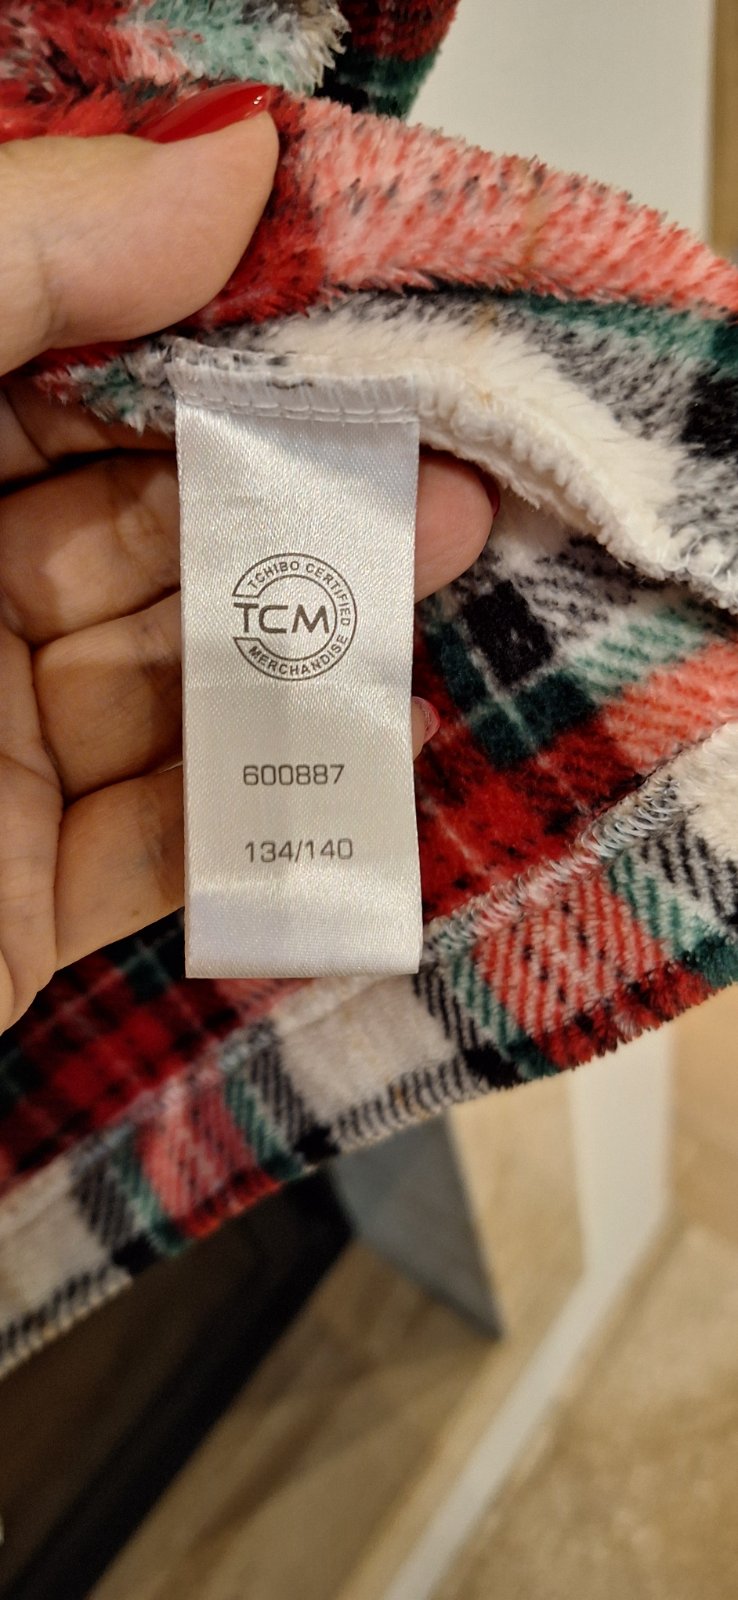 TCHIBO CERTIFIED
TCM
MERCHANDISE
600887
134/140